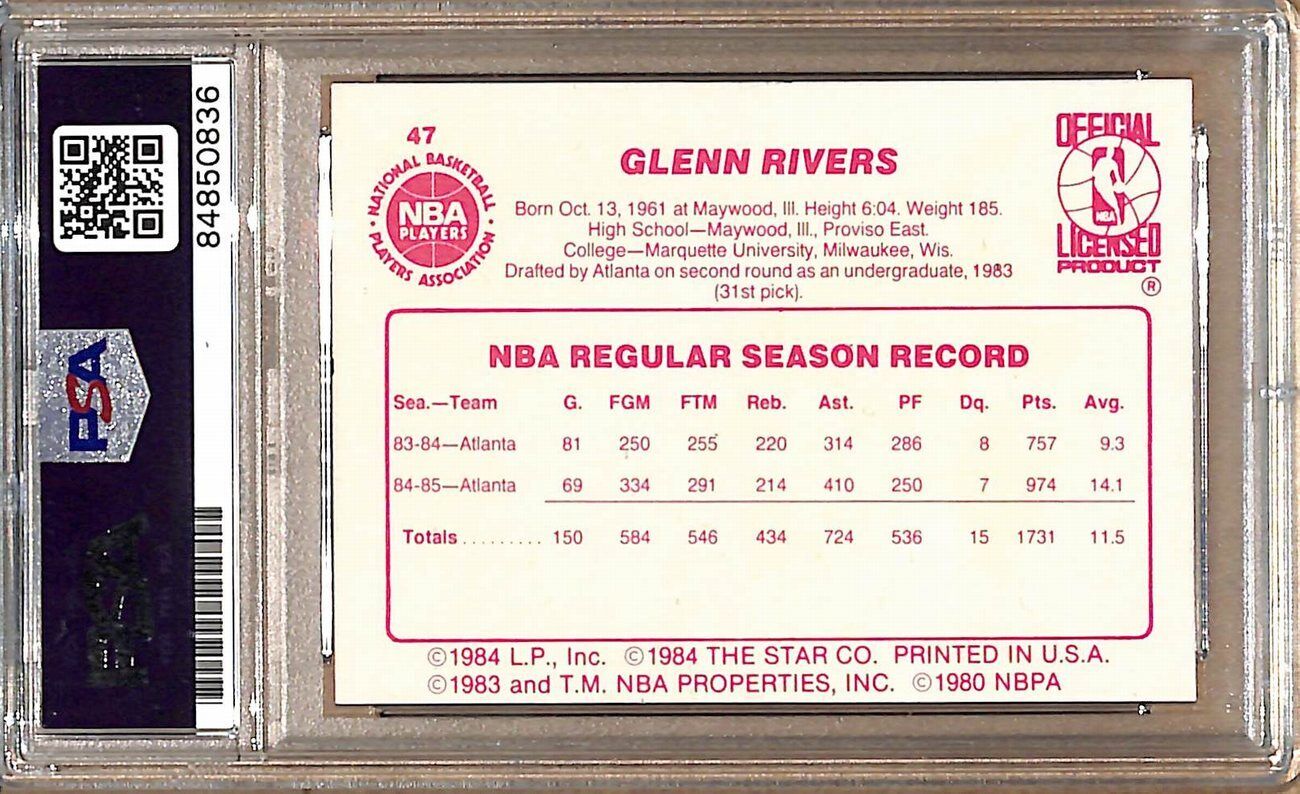 84850836
PSA
47
NATIONAL BASKETBALL
NBA
PLAYERS
PLAYERS ASSOCIATION
GLENN RIVERS
OFFICIAL
NBA
LICENSED
PRODUCT
®
Born Oct. 13, 1961 at Maywood, Ill. Height 6:04. Weight 185.
High School—Maywood, Ill., Proviso East.
College—Marquette University, Milwaukee, Wis.
Drafted by Atlanta on second round as an undergraduate, 1983
(31st pick).
NBA REGULAR SEASON RECORD
Sea.—Team G. FGM FTM Reb. Ast. PF Dq. Pts. Avg.
83-84—Atlanta 81 250 255 220 314 286 8 757 9.3
84-85—Atlanta 69 334 291 214 410 250 7 974 14.1
Totals ......... 150 584 546 434 724 536 15 1731 11.5
©1984 L.P., Inc. ©1984 THE STAR CO. PRINTED IN U.S.A.
©1983 and T.M. NBA PROPERTIES, INC. ©1980 NBPA